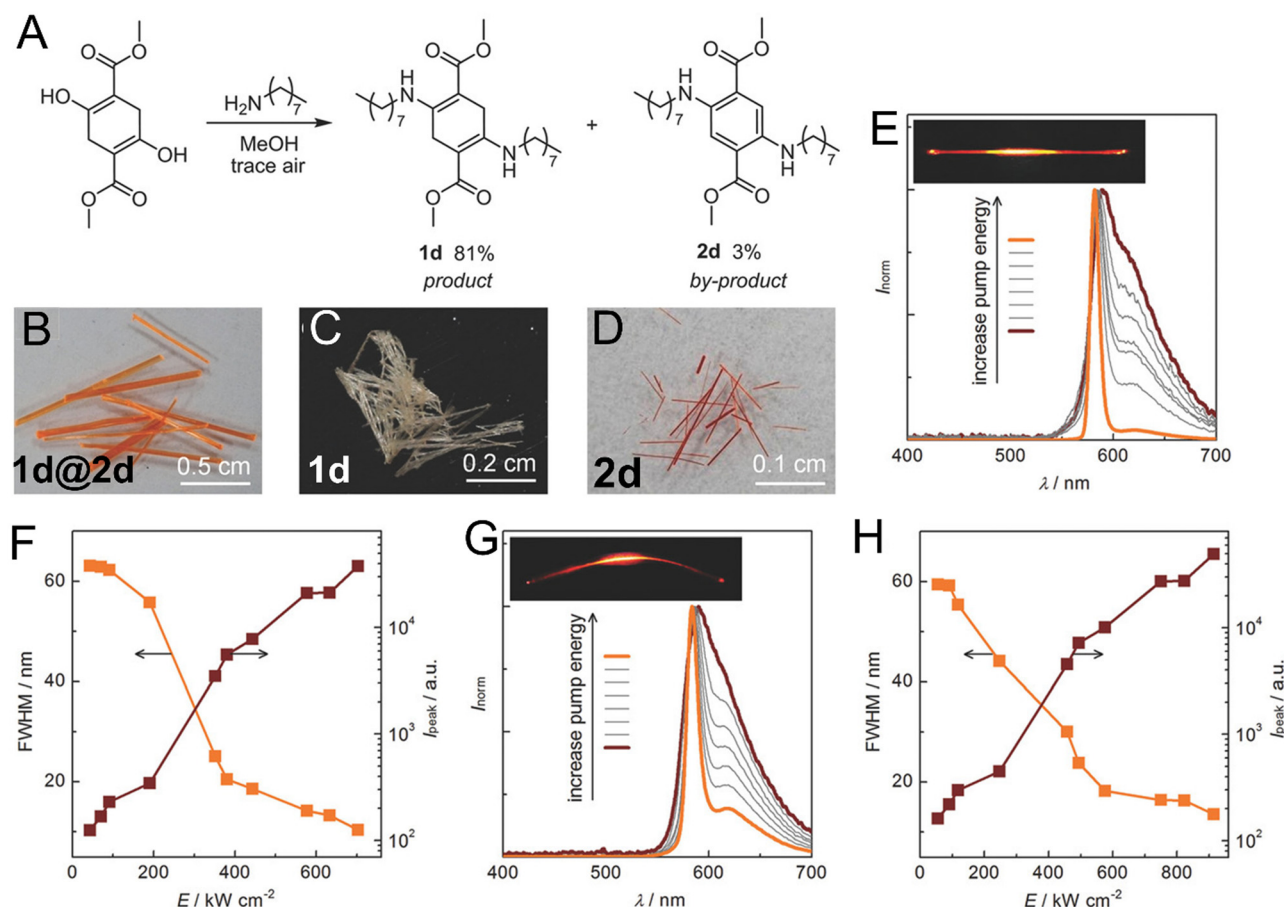 A
O
O
HO
OH
O
O
H₂N
7
MeOH
trace air
O
O
H
N
7
N
H
7
O
O
1d 81%
product
+
O
O
H
N
7
N
H
7
O
O
2d 3%
by-product
B
1d@2d
0.5 cm
C
1d
0.2 cm
D
2d
0.1 cm
E
increase pump energy
Iₙₒᵣₘ
400 500 600 700
λ / nm
F
FWHM / nm
60
40
20
10⁴
10³
10²
Iₚₑₐₖ / a.u.
0 200 400 600
E / kW cm⁻²
G
increase pump energy
Iₙₒᵣₘ
400 500 600 700
λ / nm
H
FWHM / nm
60
40
20
10⁴
10³
10²
Iₚₑₐₖ / a.u.
0 200 400 600 800
E / kW cm⁻²